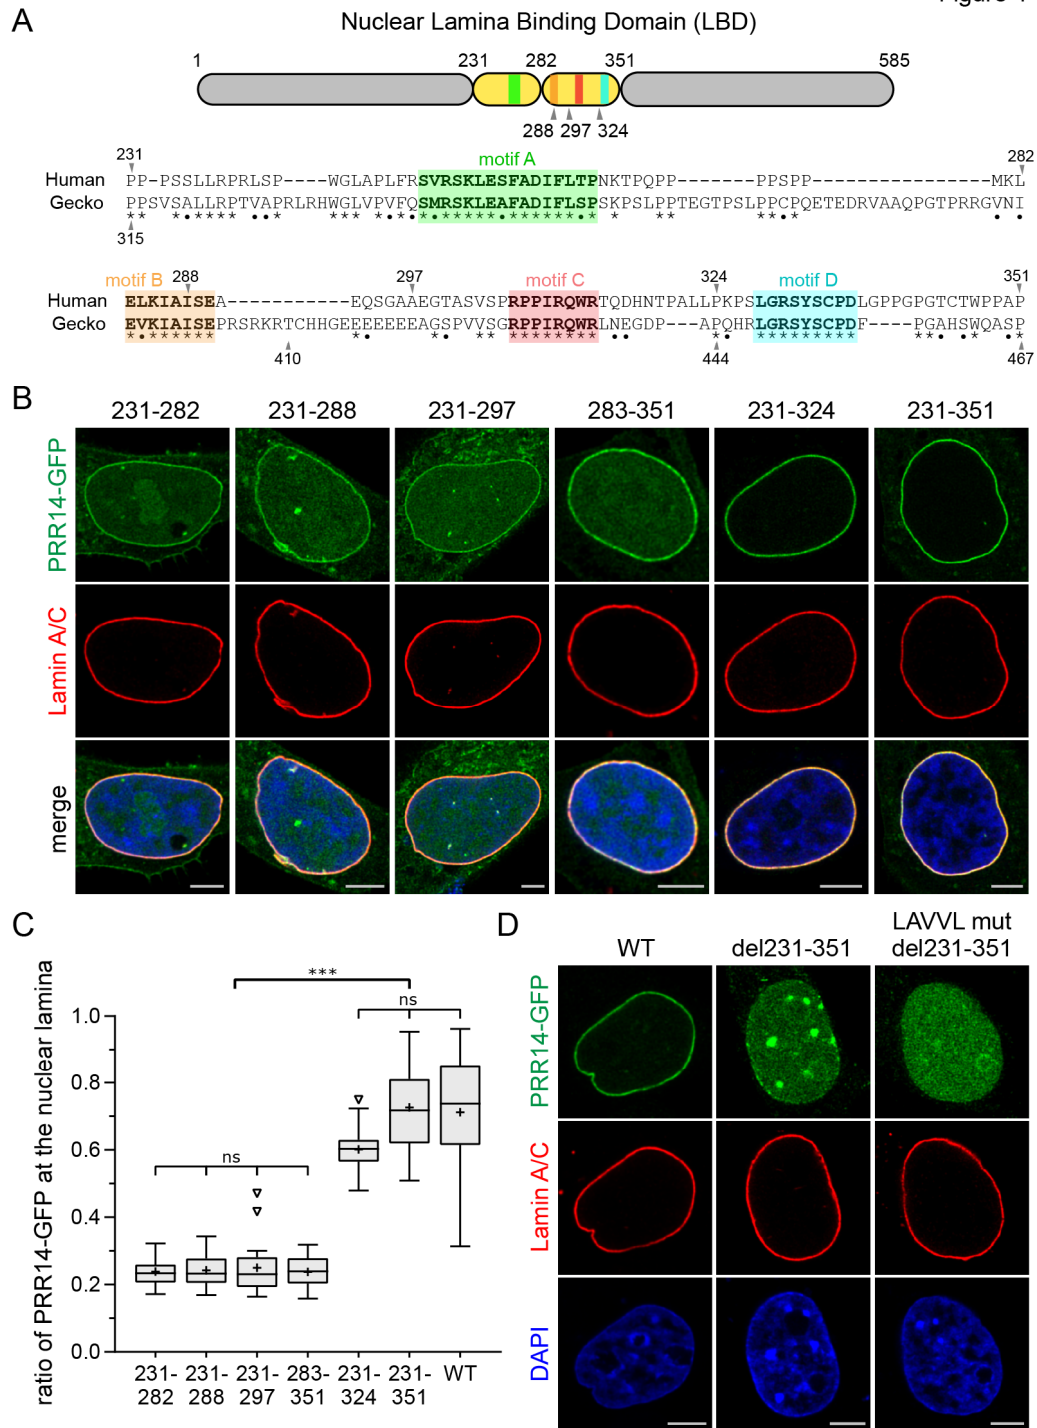 A
Nuclear Lamina Binding Domain (LBD)
1 231 282 351 585
288 297 324
231 motif A 282
Human PP-PSSLLRPRLSP----WGLAPLFRSVRSKLESFADIFLTPNKTPQPP------PPSPP----------------MKL
Gecko PPSVSALLRPTVAPRLRHWGLVPVFQSMRSKLEAFADIFLSPSKPSLPPTEGTPSLPPCPQETEDRVAAQPGTPRRGVNI
315
motif B 288 297 motif C 324 motif D 351
Human ELKIAISEA-----------EQSGAAEGTASVSPRPPIRQWRTQDHNTPALLPKPSLGRSYSCPDLGPPGPGTCTWPPAP
Gecko EVKIAISEPRSRKRTCHHGEEEEEEEAGSPVVSGRPPIRQWRLNEGDP---APQHRLGRSYSCPDF----PGAHSWQASP
410 444 467
B
231-282 231-288 231-297 283-351 231-324 231-351
PRR14-GFP
Lamin A/C
merge
C
ratio of PRR14-GFP at the nuclear lamina
***
ns
ns
1.0
0.8
0.6
0.4
0.2
0.0
231-282 231-288 231-297 283-351 231-324 231-351 WT
D
WT del231-351 LAVVL mut del231-351
PRR14-GFP
Lamin A/C
DAPI